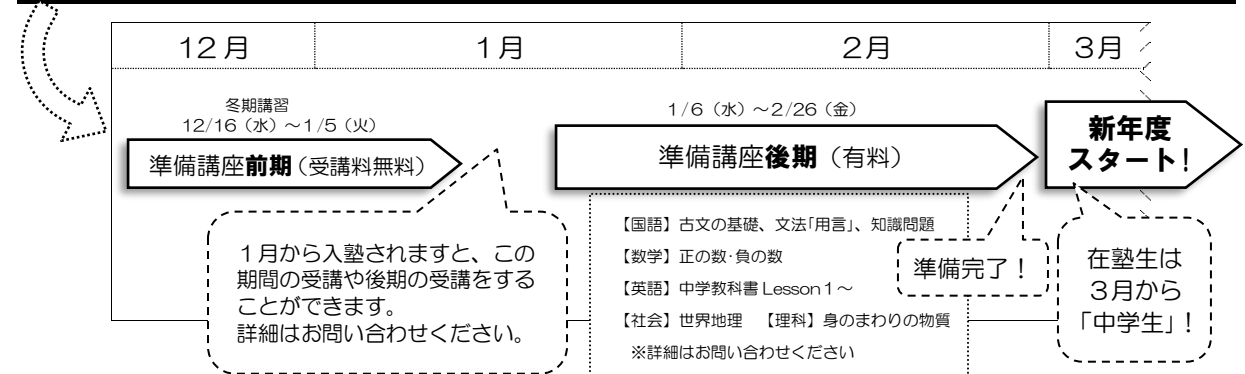 12月
1月
2月
3月
冬期講習
12/16（水）～1/5（火）
準備講座前期（受講料無料）
1/6（水）～2/26（金）
準備講座後期（有料）
新年度
スタート！
１月から入塾されますと、この
期間の受講や後期の受講をする
ことができます。
詳細はお問い合わせください。
【国語】古文の基礎、文法「用言」、知識問題
【数学】正の数・負の数
【英語】中学教科書 Lesson１～
【社会】世界地理　【理科】身のまわりの物質
※詳細はお問い合わせください
準備完了！
在塾生は
３月から
「中学生」！